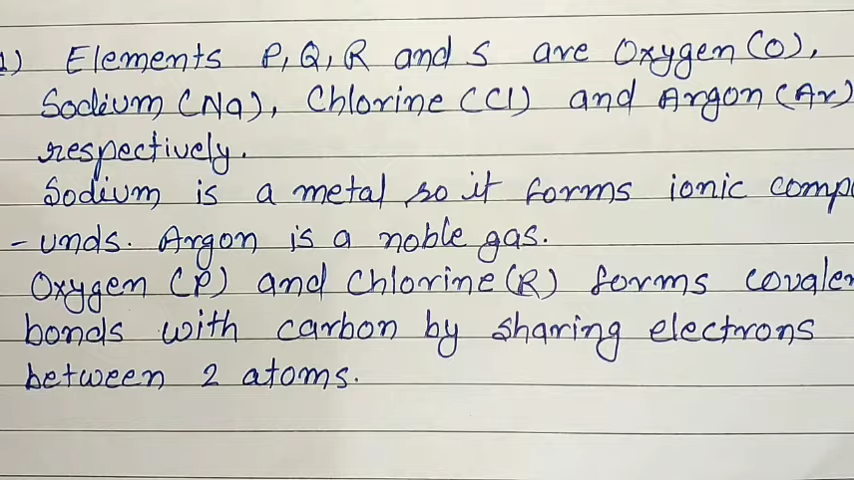 1) Elements P, Q, R and S are Oxygen (O),
Sodium (Na), Chlorine (Cl) and Argon (Ar)
respectively.
Sodium is a metal so it forms ionic compo
- unds. Argon is a noble gas.
Oxygen (P) and Chlorine (R) forms covalen
bonds with carbon by sharing electrons
between 2 atoms.